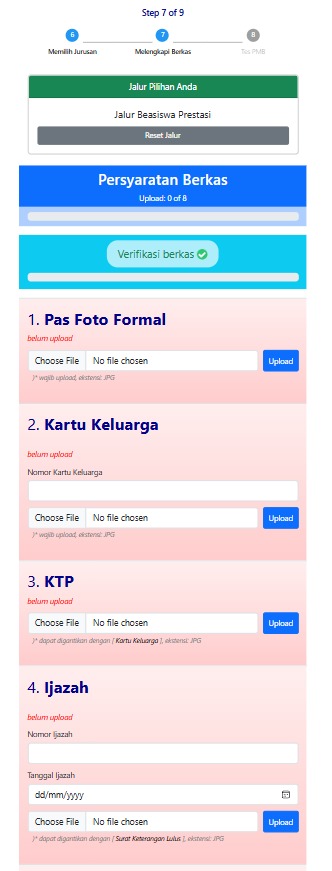 Step 7 of 9
6 7 8
Memilih Jurusan Melengkapi Berkas Tes PMB
Jalur Pilihan Anda
Jalur Beasiswa Prestasi
Reset Jalur
Persyaratan Berkas
Upload: 0 of 8
Verifikasi berkas
1. Pas Foto Formal
belum upload
Choose File No file chosen Upload
)* wajib upload, ekstensi: JPG
2. Kartu Keluarga
belum upload
Nomor Kartu Keluarga
Choose File No file chosen Upload
)* wajib upload, ekstensi: JPG
3. KTP
belum upload
Choose File No file chosen Upload
)* dapat digantikan dengan [ Kartu Keluarga ], ekstensi: JPG
4. Ijazah
belum upload
Nomor Ijazah
Tanggal Ijazah
dd/mm/yyyy
Choose File No file chosen Upload
)* dapat digantikan dengan [ Surat Keterangan Lulus ], ekstensi: JPG